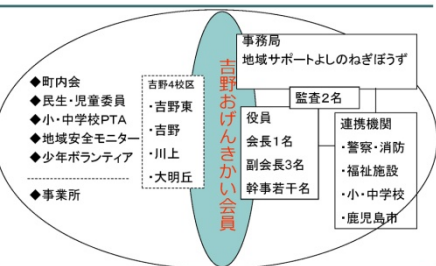 ◆町内会
◆民生・児童委員
◆小・中学校PTA
◆地域安全モニター
◆少年ボランティア
◆事業所
吉野4校区
・吉野東
・吉野
・川上
・大明丘
吉野おげんきかい会員
事務局
地域サポートよしのねぎぼうず
監査2名
役員
会長1名
副会長3名
幹事若干名
連携機関
・警察・消防
・福祉施設
・小・中学校
・鹿児島市